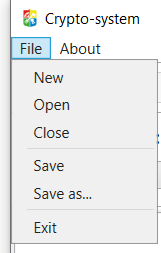 Crypto-system
File About
New
Open
Close
Save
Save as...
Exit